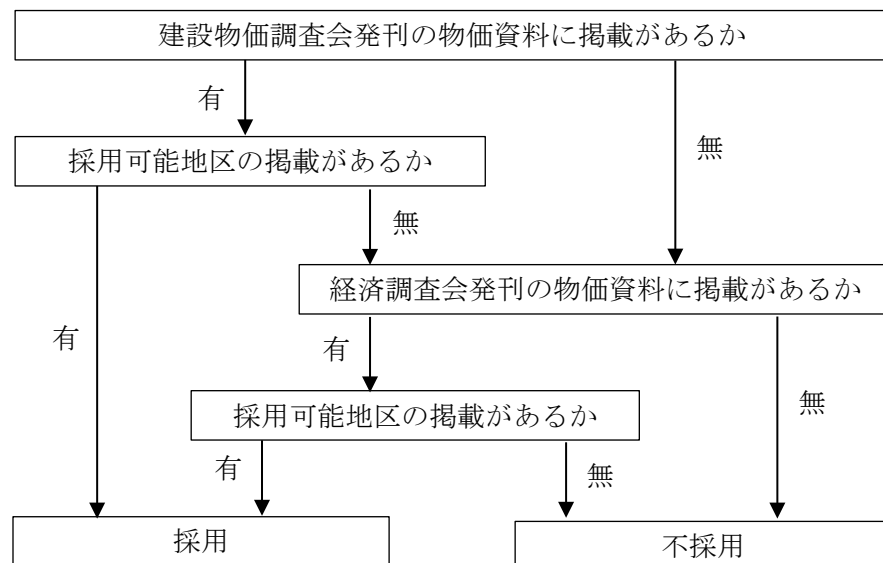 建設物価調査会発刊の物価資料に掲載があるか
有
無
採用可能地区の掲載があるか
無
経済調査会発刊の物価資料に掲載があるか
有
有
無
採用可能地区の掲載があるか
有
無
採用
不採用